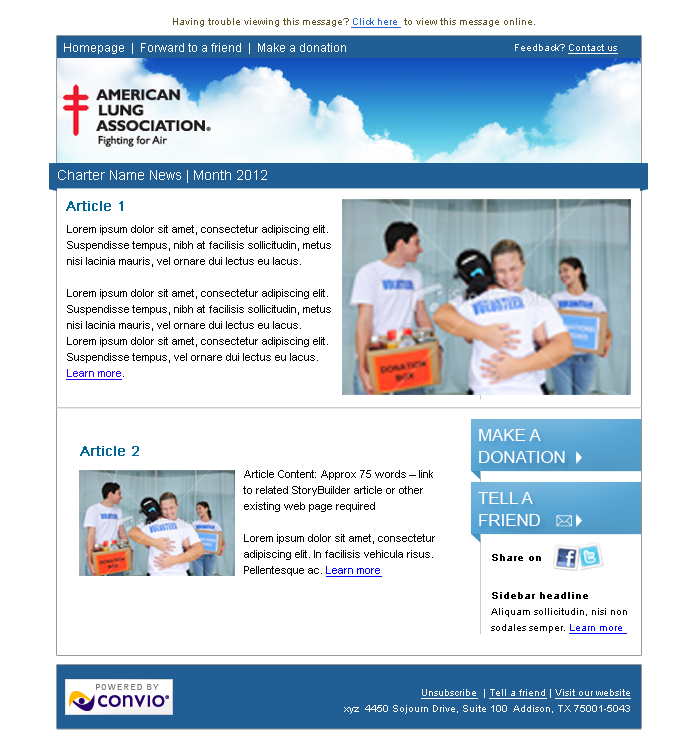 Having trouble viewing this message? Click here to view this message online.
Homepage | Forward to a friend | Make a donation
Feedback? Contact us
AMERICAN
LUNG
ASSOCIATION®
Fighting for Air
Charter Name News | Month 2012
Article 1
Lorem ipsum dolor sit amet, consectetur adipiscing elit.
Suspendisse tempus, nibh at facilisis sollicitudin, metus
nisi lacinia mauris, vel ornare dui lectus eu lacus.
Lorem ipsum dolor sit amet, consectetur adipiscing elit.
Suspendisse tempus, nibh at facilisis sollicitudin, metus
nisi lacinia mauris, vel ornare dui lectus eu lacus.
Lorem ipsum dolor sit amet, consectetur adipiscing elit.
Suspendisse tempus, vel ornare dui lectus eu lacus.
Learn more.
VOLUNTEER
VOLUNTEER
VOLUNTEER
DONATION
BOX
Article 2
Article Content: Approx 75 words – link
to related StoryBuilder article or other
existing web page required
Lorem ipsum dolor sit amet, consectetur
adipiscing elit. In facilisis vehicula risus.
Pellentesque ac. Learn more
MAKE A
DONATION
TELL A
FRIEND
Share on
Sidebar headline
Aliquam sollicitudin, nisi non
sodales semper. Learn more
POWERED BY
convio
Unsubscribe | Tell a friend | Visit our website
xyz 4450 Sojourn Drive, Suite 100 Addison, TX 75001-5043